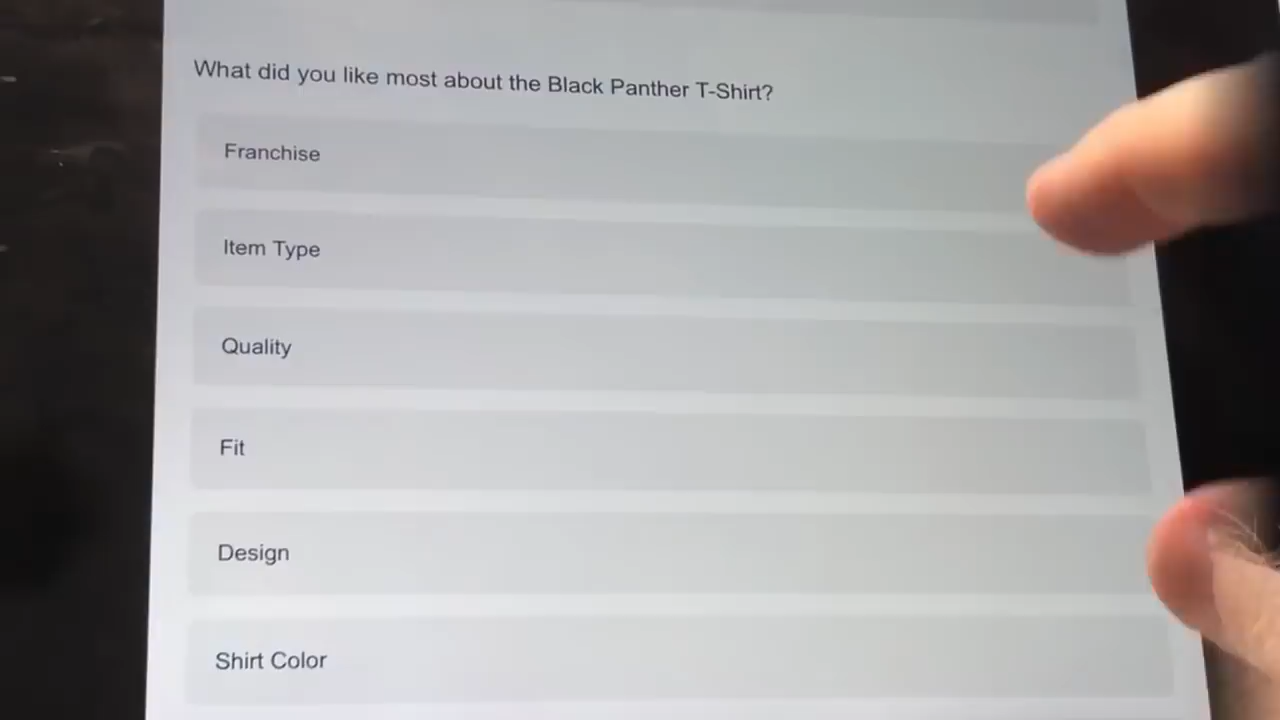 What did you like most about the Black Panther T-Shirt?
Franchise
Item Type
Quality
Fit
Design
Shirt Color